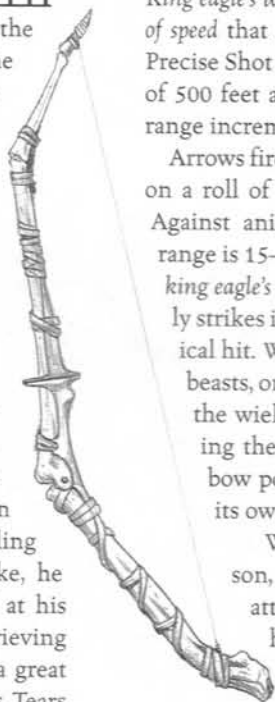 the
ne
n
ling
ke, he
at his
rieving
a great
Tears
King eagle's
of speed that
Precise Shot
of 500 feet a
range increm
Arrows fir
on a roll of
Against ani
range is 15–
king eagle's
ly strikes i
ical hit. W
beasts, or
the wiel
ing the
bow po
its own
W
son,
att